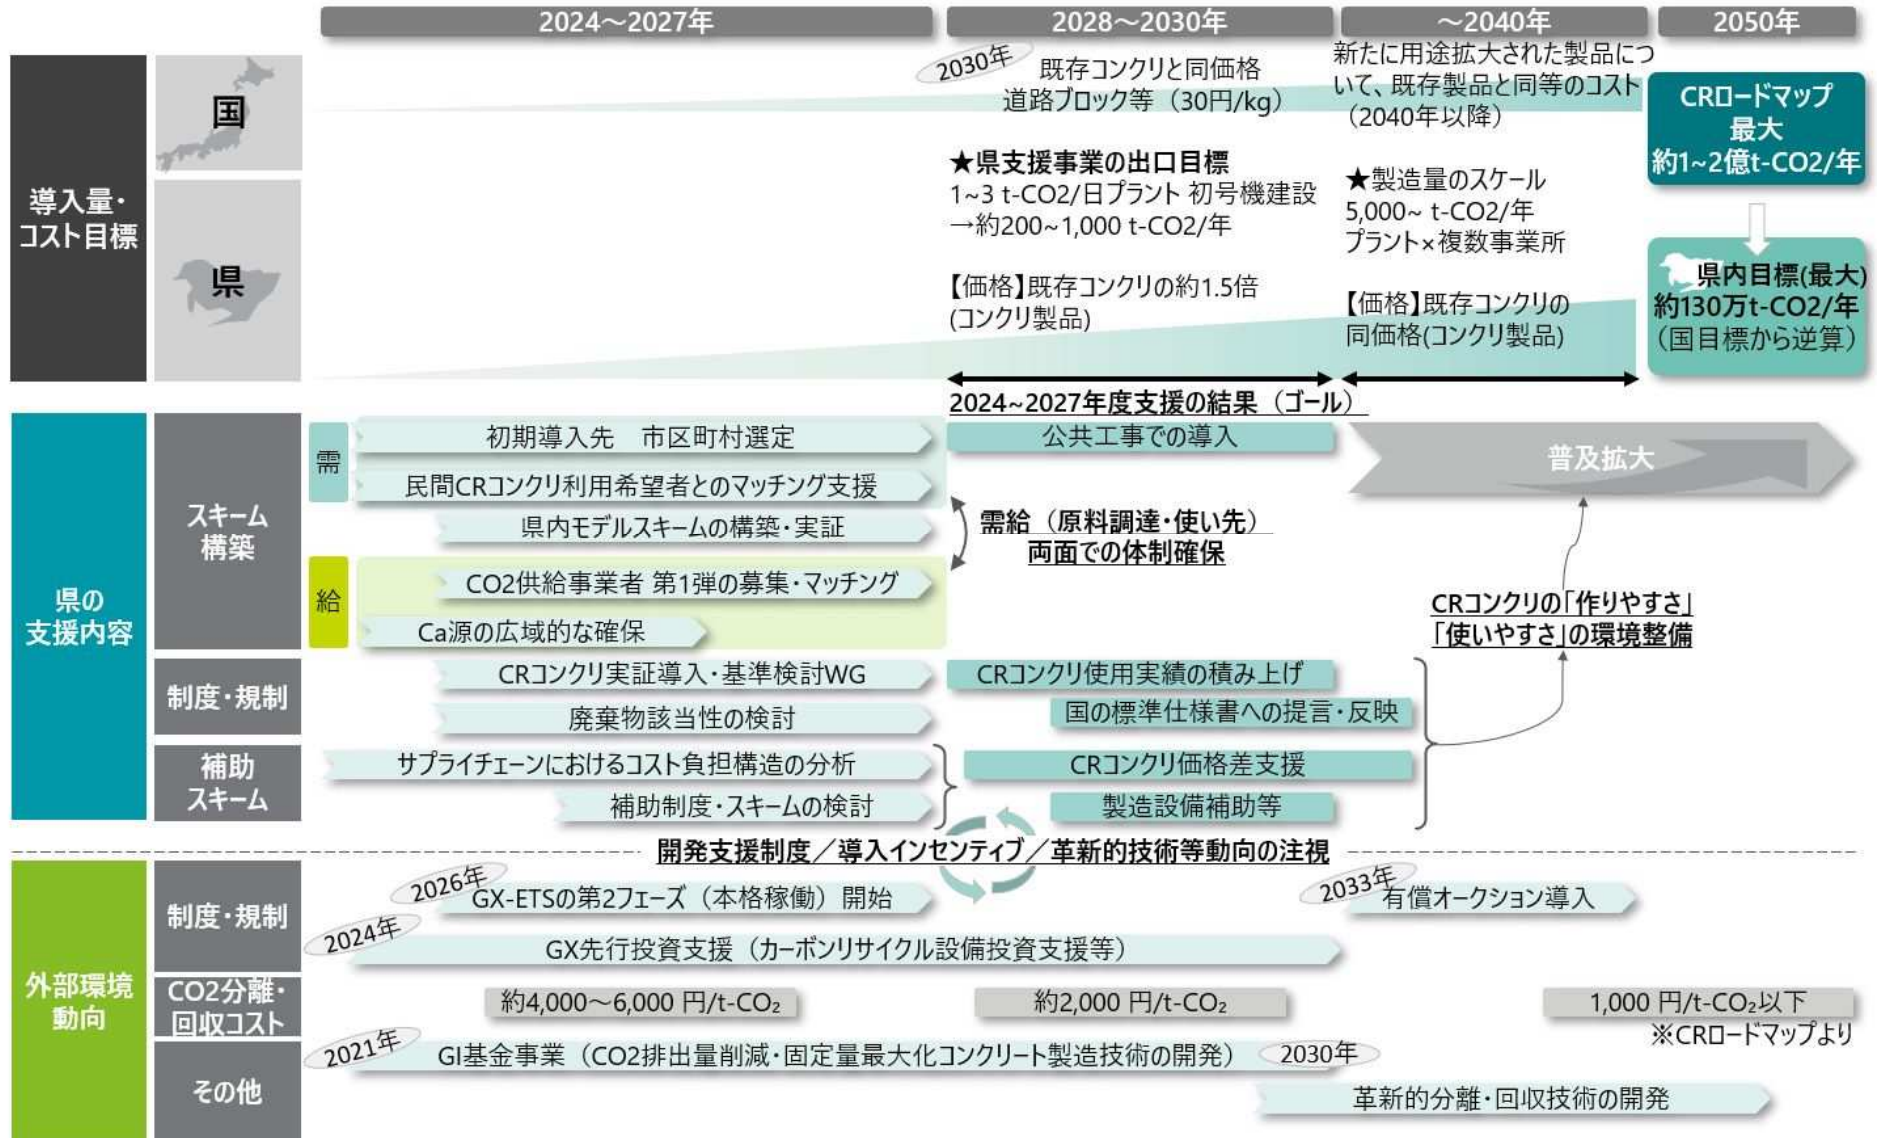 2024～2027年
2028～2030年
～2040年
2050年
導入量・
コスト目標
国
県
2030年
既存コンクリと同価格
道路ブロック等（30円/kg）
新たに用途拡大された製品につ
いて、既存製品と同等のコスト
（2040年以降）
CRロードマップ
最大
約1~2億t-CO2/年
★県支援事業の出口目標
1~3 t-CO2/日プラント 初号機建設
→約200~1,000 t-CO2/年
★製造量のスケール
5,000~ t-CO2/年
プラント×複数事業所
【価格】既存コンクリの約1.5倍
(コンクリ製品)
【価格】既存コンクリの
同価格(コンクリ製品)
県内目標(最大)
約130万t-CO2/年
（国目標から逆算）
2024~2027年度支援の結果（ゴール）
県の
支援内容
スキーム
構築
需
初期導入先　市区町村選定
公共工事での導入
普及拡大
民間CRコンクリ利用希望者とのマッチング支援
県内モデルスキームの構築・実証
需給（原料調達・使い先）
両面での体制確保
給
CO2供給事業者 第1弾の募集・マッチング
Ca源の広域的な確保
CRコンクリの「作りやすさ」
「使いやすさ」の環境整備
制度・規制
CRコンクリ実証導入・基準検討WG
CRコンクリ使用実績の積み上げ
廃棄物該当性の検討
国の標準仕様書への提言・反映
補助
スキーム
サプライチェーンにおけるコスト負担構造の分析
CRコンクリ価格差支援
補助制度・スキームの検討
製造設備補助等
開発支援制度／導入インセンティブ／革新的技術等動向の注視
外部環境
動向
制度・規制
2026年
GX-ETSの第2フェーズ（本格稼働）開始
2033年
有償オークション導入
2024年
GX先行投資支援（カーボンリサイクル設備投資支援等）
CO2分離・
回収コスト
約4,000～6,000 円/t-CO₂
約2,000 円/t-CO₂
1,000 円/t-CO₂以下
※CRロードマップより
その他
2021年
GI基金事業（CO2排出量削減・固定量最大化コンクリート製造技術の開発）
2030年
革新的分離・回収技術の開発